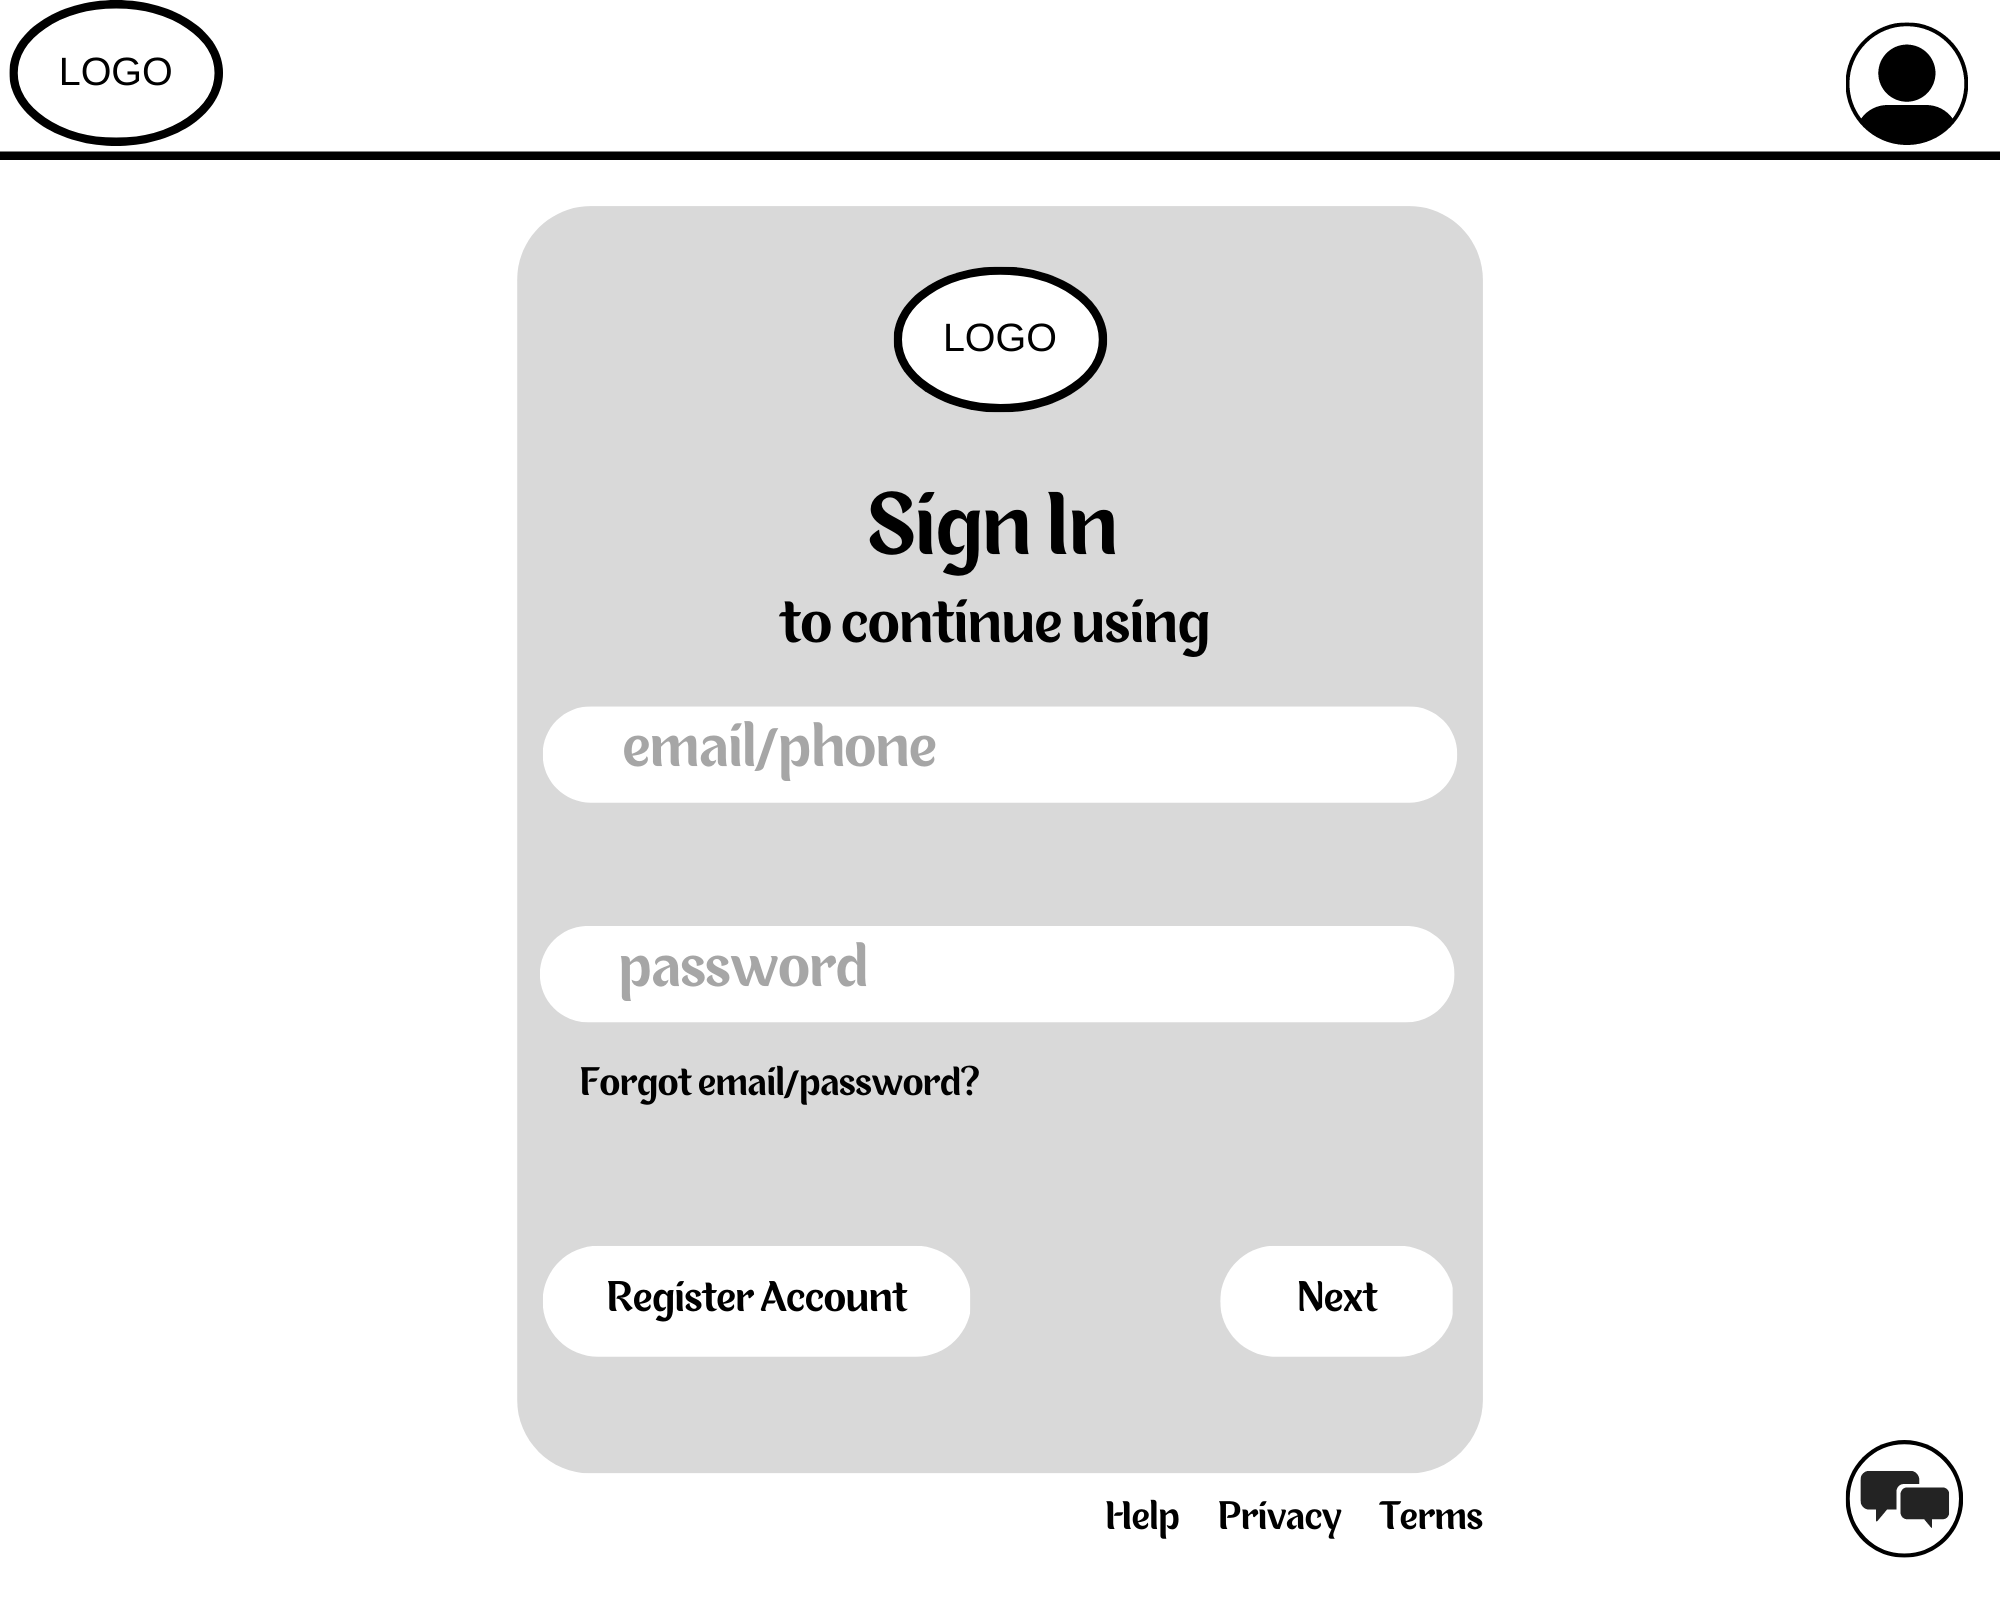 LOGO
LOGO
Sign In
to continue using
email/phone
password
Forgot email/password?
Register Account
Next
Help Privacy Terms